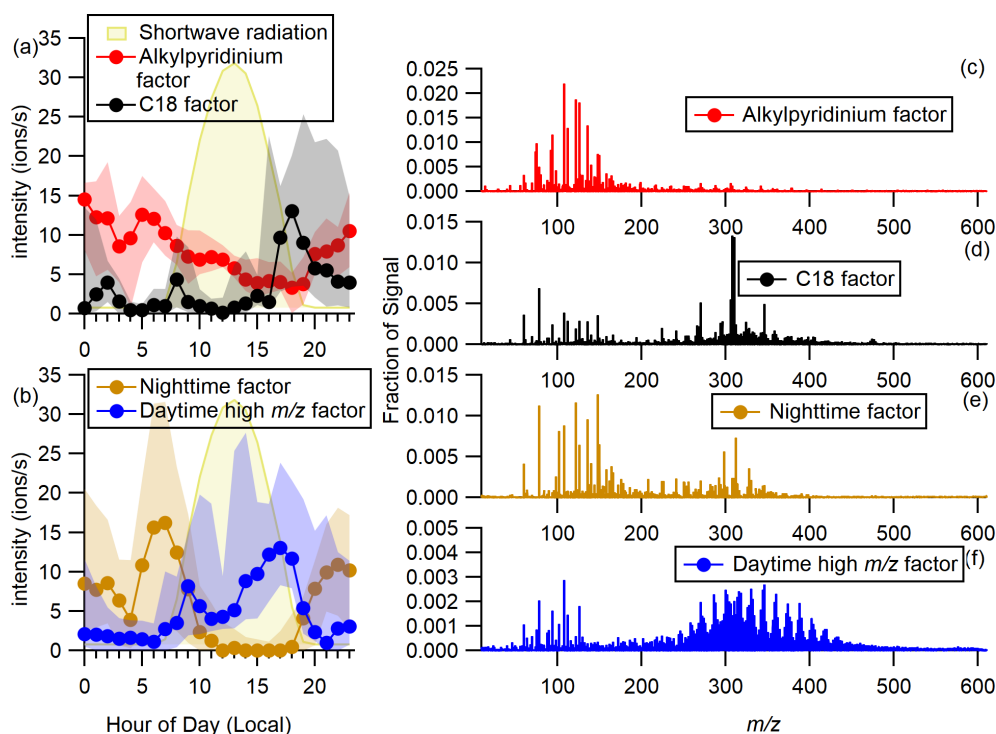 (a)
Shortwave radiation
Alkylpyridinium
factor
C18 factor
intensity (ions/s)
35
30
25
20
15
10
5
0
0 5 10 15 20
(b)
Nighttime factor
Daytime high m/z factor
intensity (ions/s)
35
30
25
20
15
10
5
0
0 5 10 15 20
Hour of Day (Local)
Fraction of Signal
(c)
Alkylpyridinium factor
0.025
0.020
0.015
0.010
0.005
0.000
100 200 300 400 500 600
(d)
C18 factor
0.015
0.010
0.005
0.000
100 200 300 400 500 600
(e)
Nighttime factor
0.015
0.010
0.005
0.000
100 200 300 400 500 600
(f)
Daytime high m/z factor
0.005
0.004
0.003
0.002
0.001
0.000
100 200 300 400 500 600
m/z